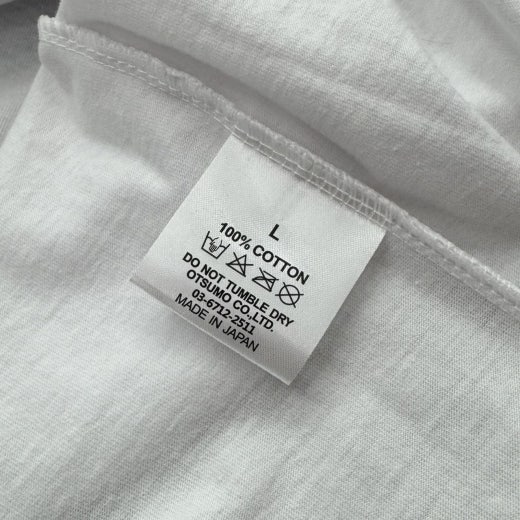 L
100% COTTON
DO NOT TUMBLE DRY
OTSUMO CO.,LTD.
03-6712-2511
MADE IN JAPAN